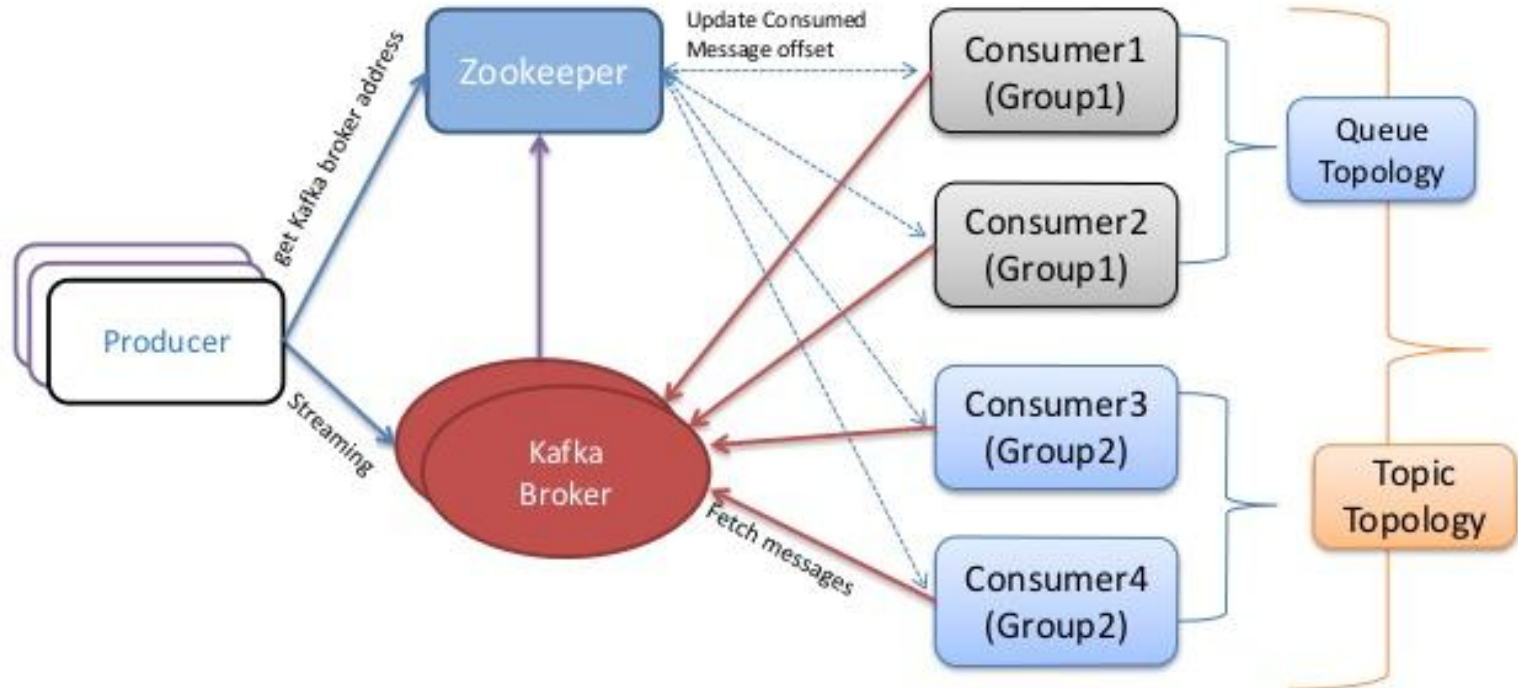 Update Consumed
Message offset
Zookeeper
get Kafka broker address
Producer
Streaming
Kafka
Broker
Fetch messages
Consumer1
(Group1)
Consumer2
(Group1)
Consumer3
(Group2)
Consumer4
(Group2)
Queue
Topology
Topic
Topology